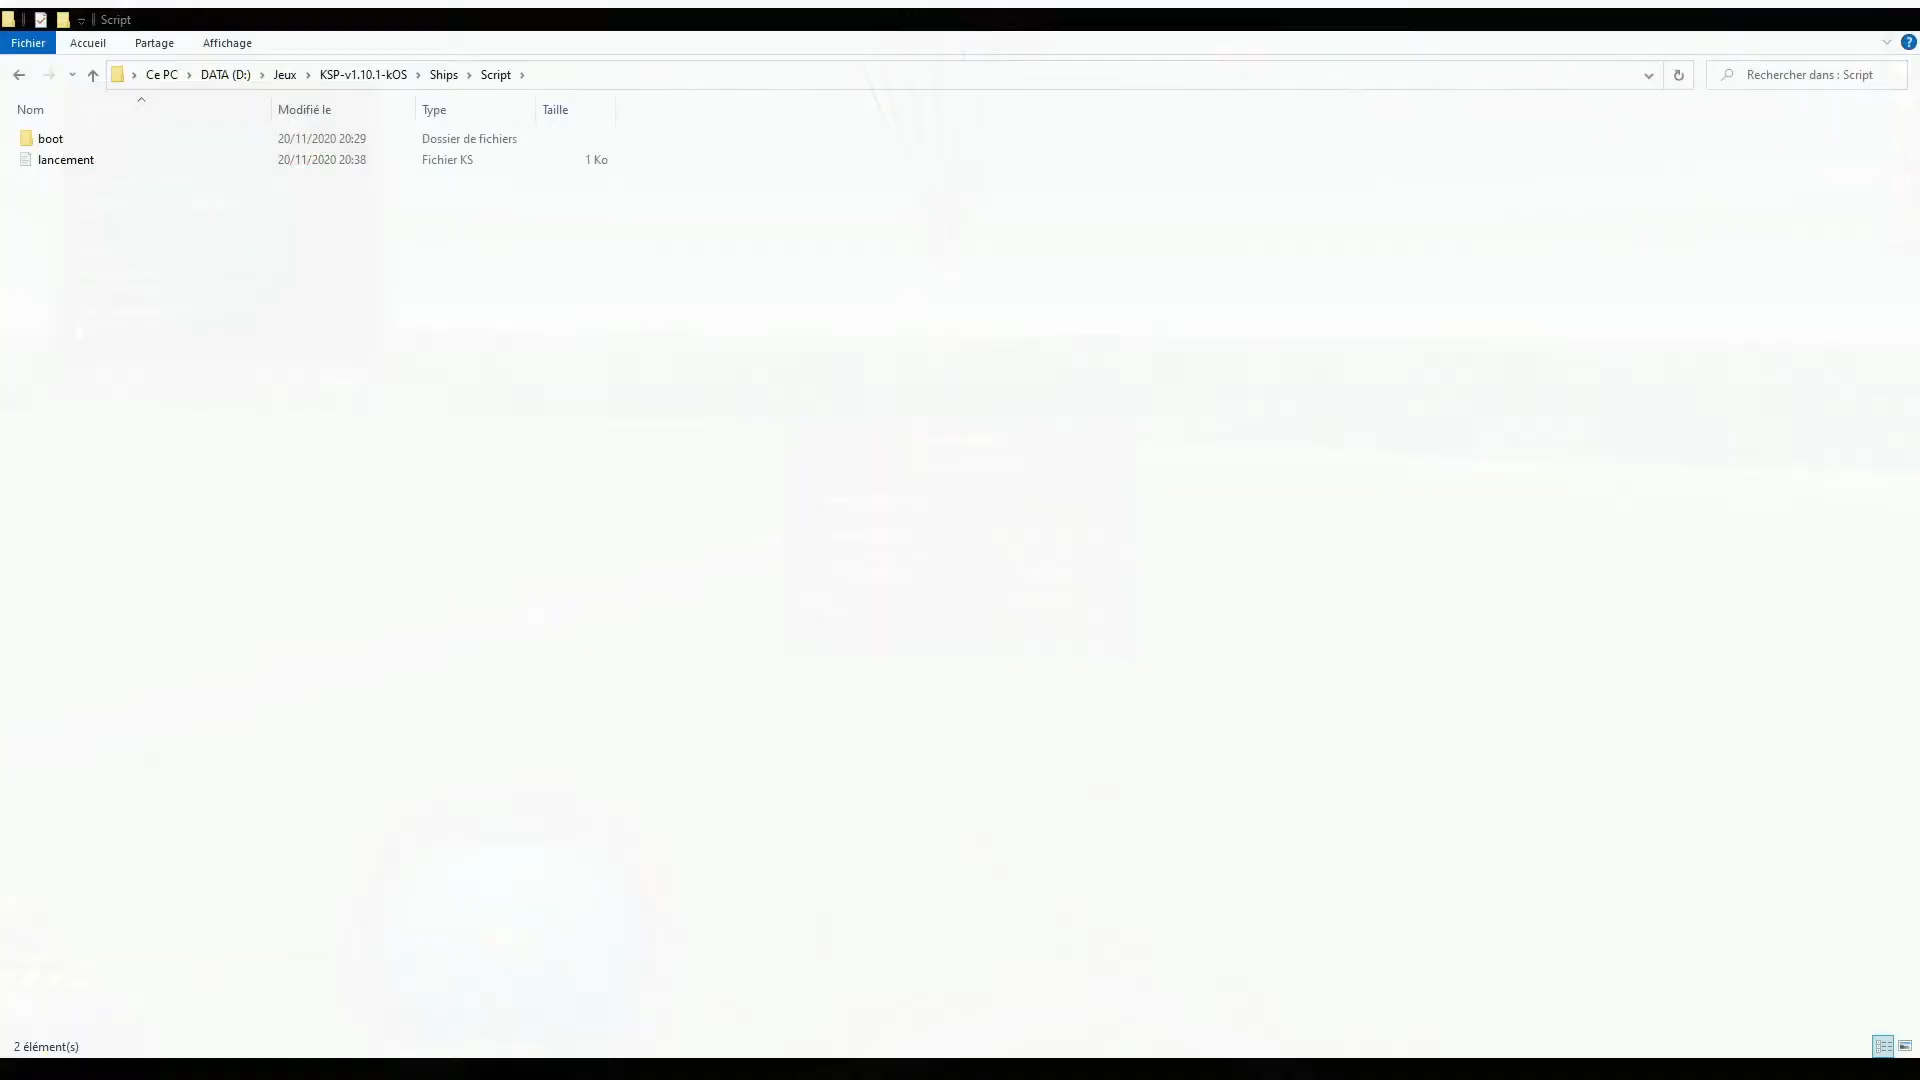 Script
Fichier Accueil Partage Affichage
Ce PC DATA (D:) Jeux KSP-v1.10.1-kOS Ships Script Rechercher dans : Script
Nom Modifié le Type Taille
boot 20/11/2020 20:29 Dossier de fichiers
lancement 20/11/2020 20:38 Fichier KS 1 Ko
2 élément(s)